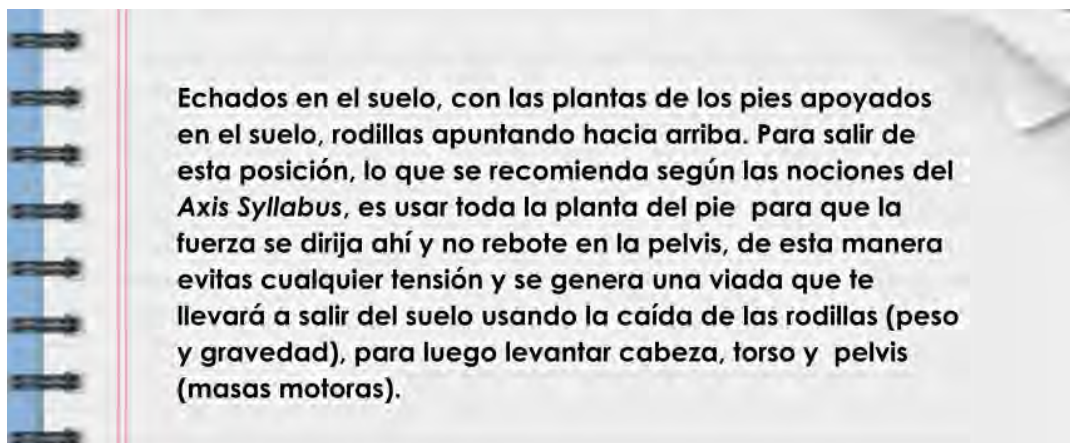 Echados en el suelo, con las plantas de los pies apoyados
en el suelo, rodillas apuntando hacia arriba. Para salir de
esta posición, lo que se recomienda según las nociones del
Axis Syllabus, es usar toda la planta del pie  para que la
fuerza se dirija ahí y no rebote en la pelvis, de esta manera
evitas cualquier tensión y se genera una viada que te
llevará a salir del suelo usando la caída de las rodillas (peso
y gravedad), para luego levantar cabeza, torso y  pelvis
(masas motoras).